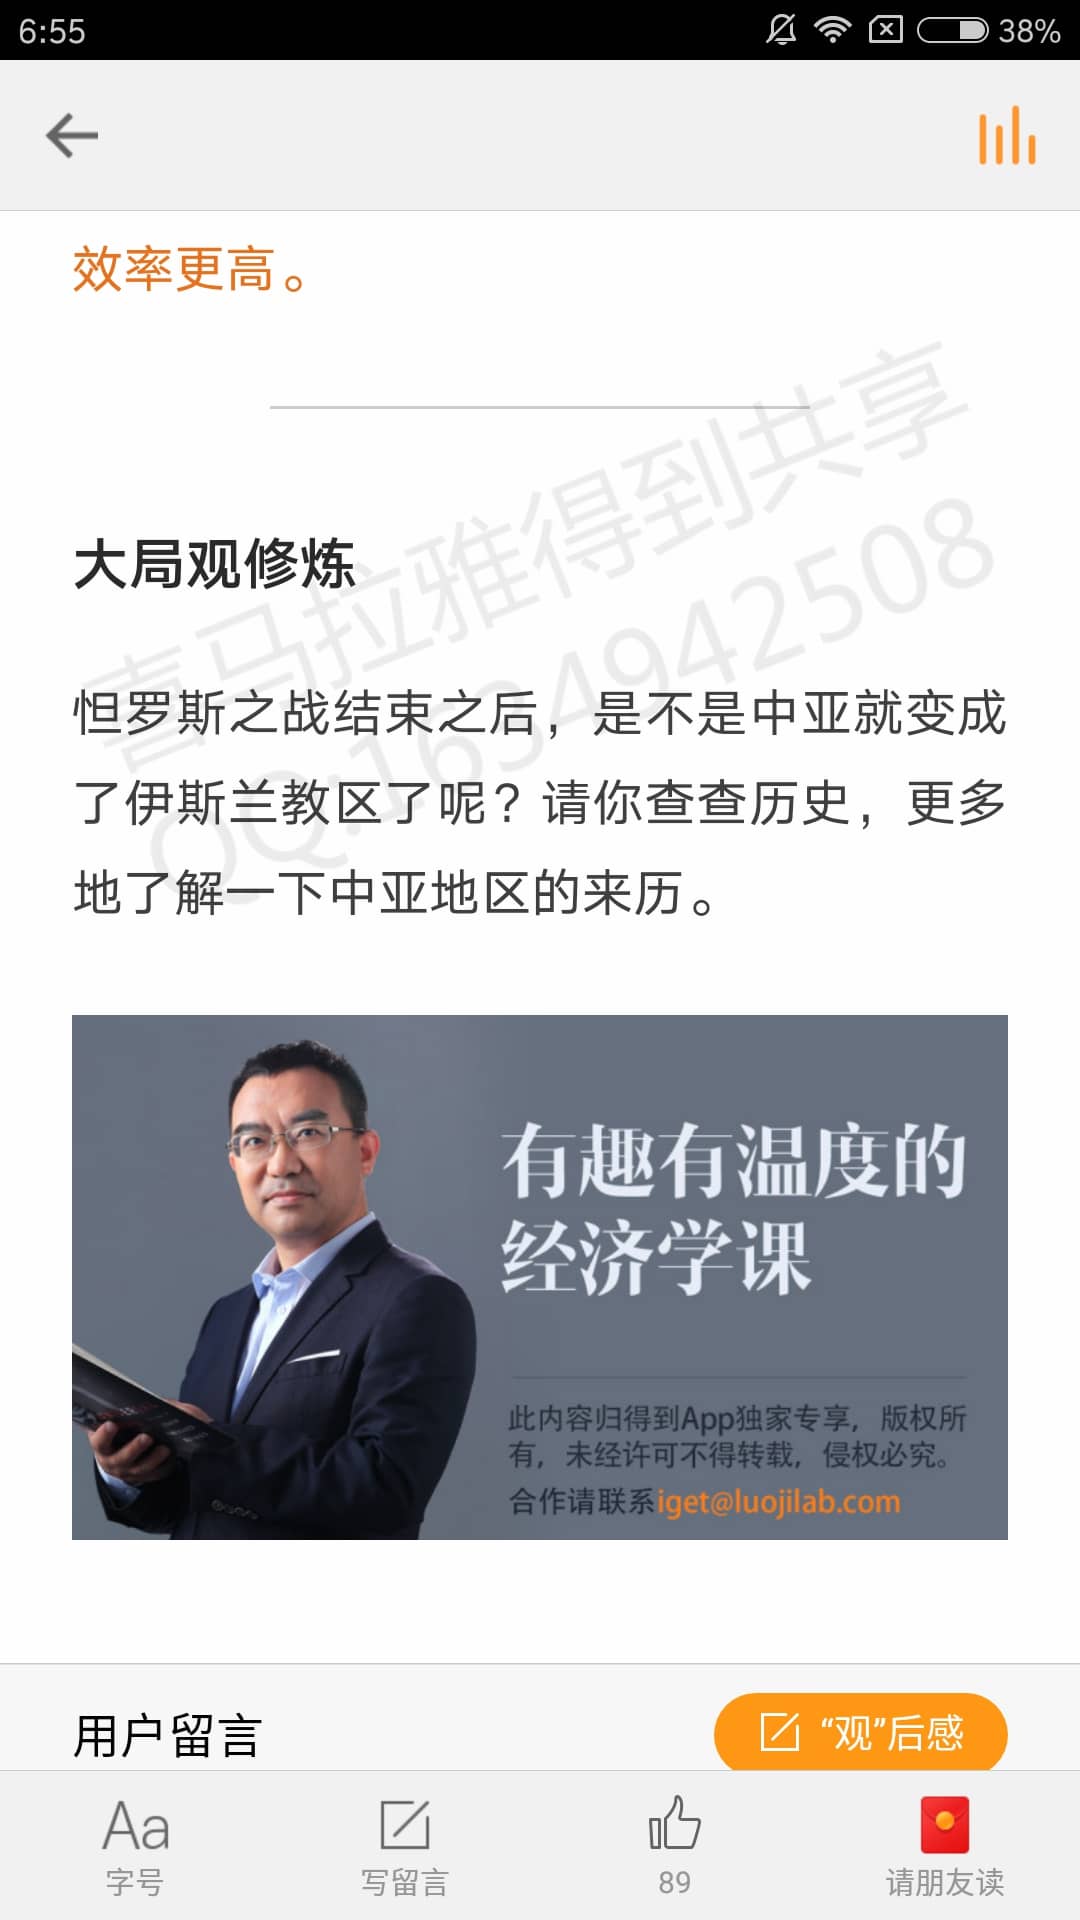 6:55
38%
效率更高。
喜马拉雅得到共享
QQ:1634942508
大局观修炼
怛罗斯之战结束之后，是不是中亚就变成
了伊斯兰教区了呢？请你查查历史，更多
地了解一下中亚地区的来历。
有趣有温度的
经济学课
此内容归得到App独家专享，版权所
有，未经许可不得转载，侵权必究。
合作请联系iget@luojilab.com
用户留言
“观”后感
Aa
字号
写留言
89
请朋友读